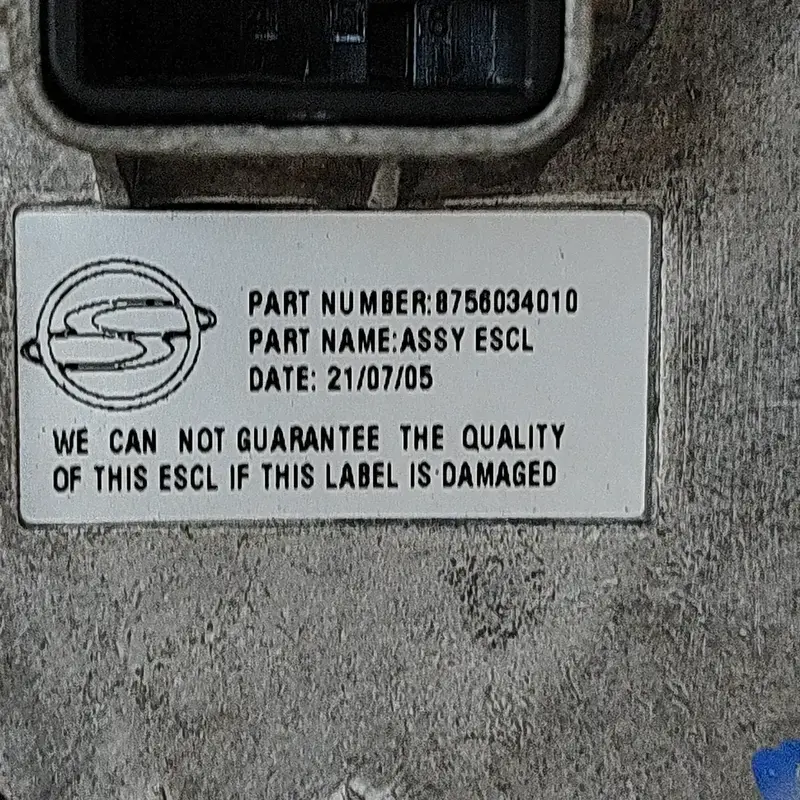 PART NUMBER:8756034010
PART NAME:ASSY ESCL
DATE: 21/07/05
WE CAN NOT GUARANTEE THE QUALITY
OF THIS ESCL IF THIS LABEL IS DAMAGED